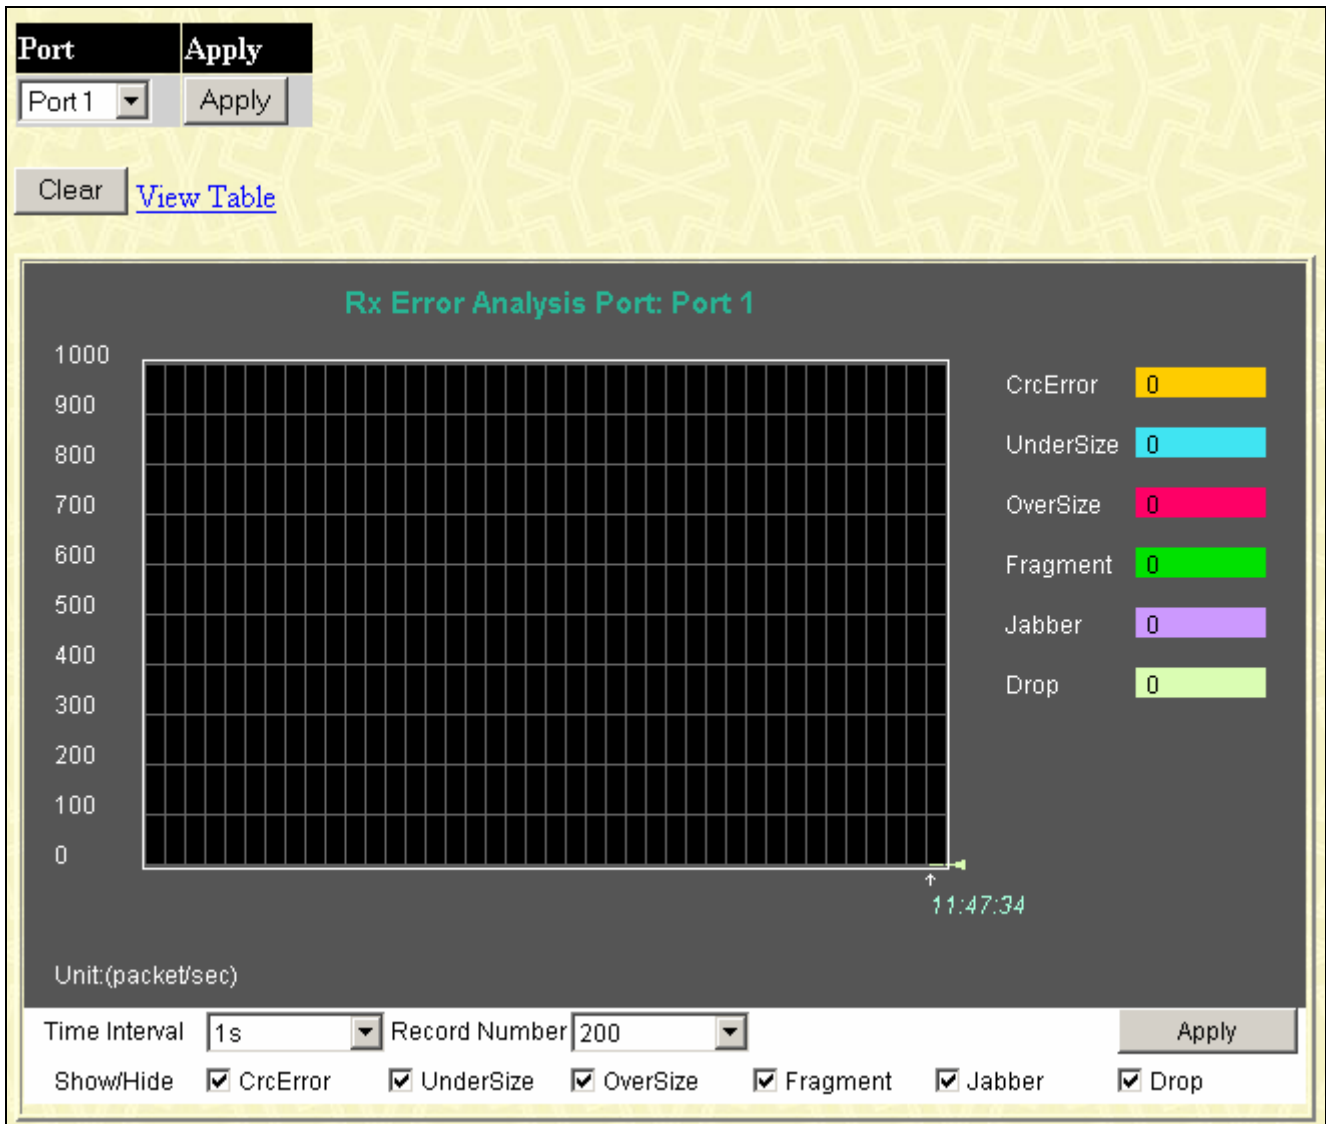 Port Apply
Port 1 Apply
Clear View Table
Rx Error Analysis Port: Port 1
1000
900
800
700
600
500
400
300
200
100
0
CrcError 0
UnderSize 0
OverSize 0
Fragment 0
Jabber 0
Drop 0
11:47:34
Unit:(packet/sec)
Time Interval 1s Record Number 200 Apply
Show/Hide CrcError UnderSize OverSize Fragment Jabber Drop